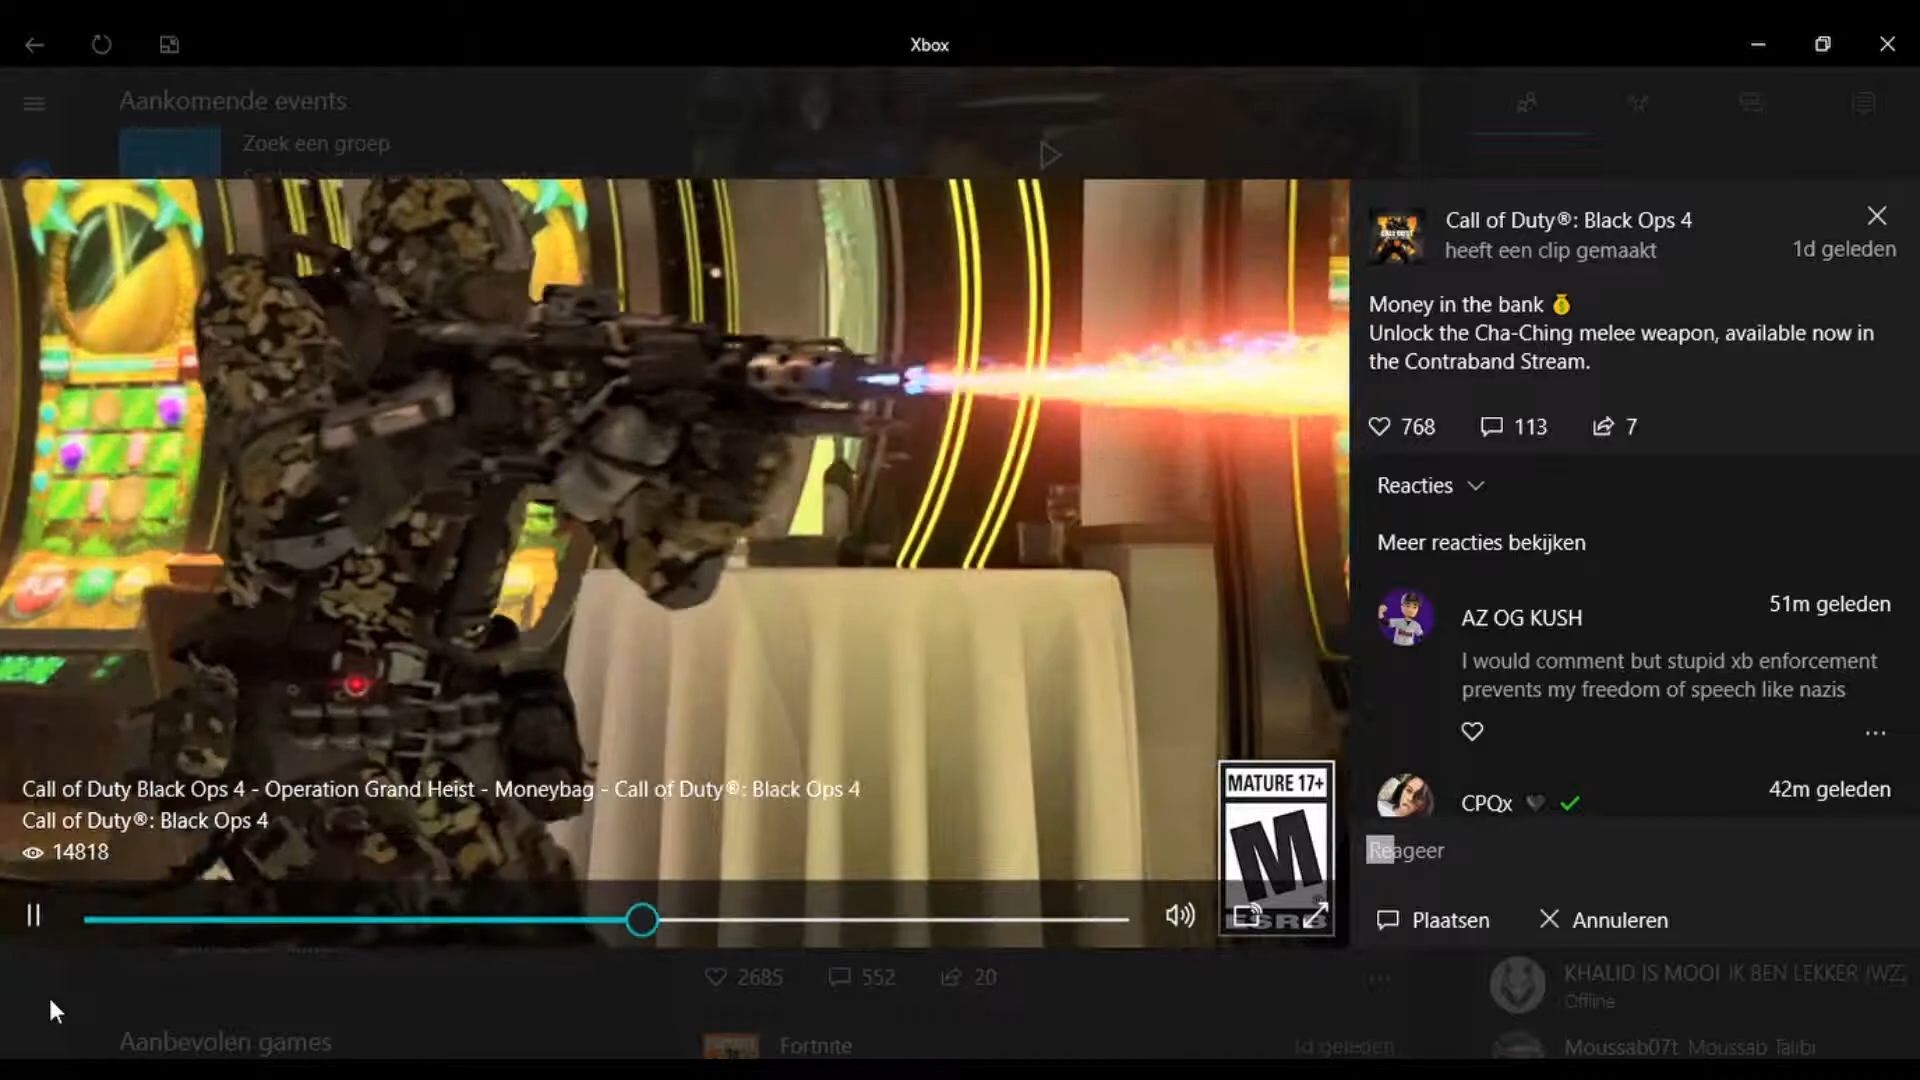 Xbox
Aankomende events
Zoek een groep
Call of Duty®: Black Ops 4
heeft een clip gemaakt
1d geleden
Money in the bank 💰
Unlock the Cha-Ching melee weapon, available now in
the Contraband Stream.
768 113 7
Reacties
Meer reacties bekijken
AZ OG KUSH
51m geleden
I would comment but stupid xb enforcement
prevents my freedom of speech like nazis
CPQx 🖤 ✓
42m geleden
Reageer
Plaatsen Annuleren
Call of Duty Black Ops 4 - Operation Grand Heist - Moneybag - Call of Duty®: Black Ops 4
Call of Duty®: Black Ops 4
14818
MATURE 17+
M
ESRB
2685 552 20
KHALID IS MOOI IK BEN LEKKER
Offline
Aanbevolen games
Fortnite
1d geleden
Moussab07t Moussab Talibi